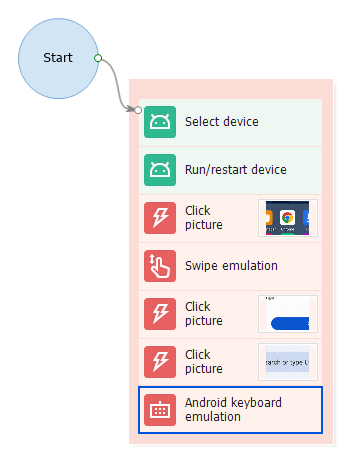 Start
Select device
Run/restart device
Click
picture
Swipe emulation
Click
picture
Click
picture
earch or type U
Android keyboard
emulation